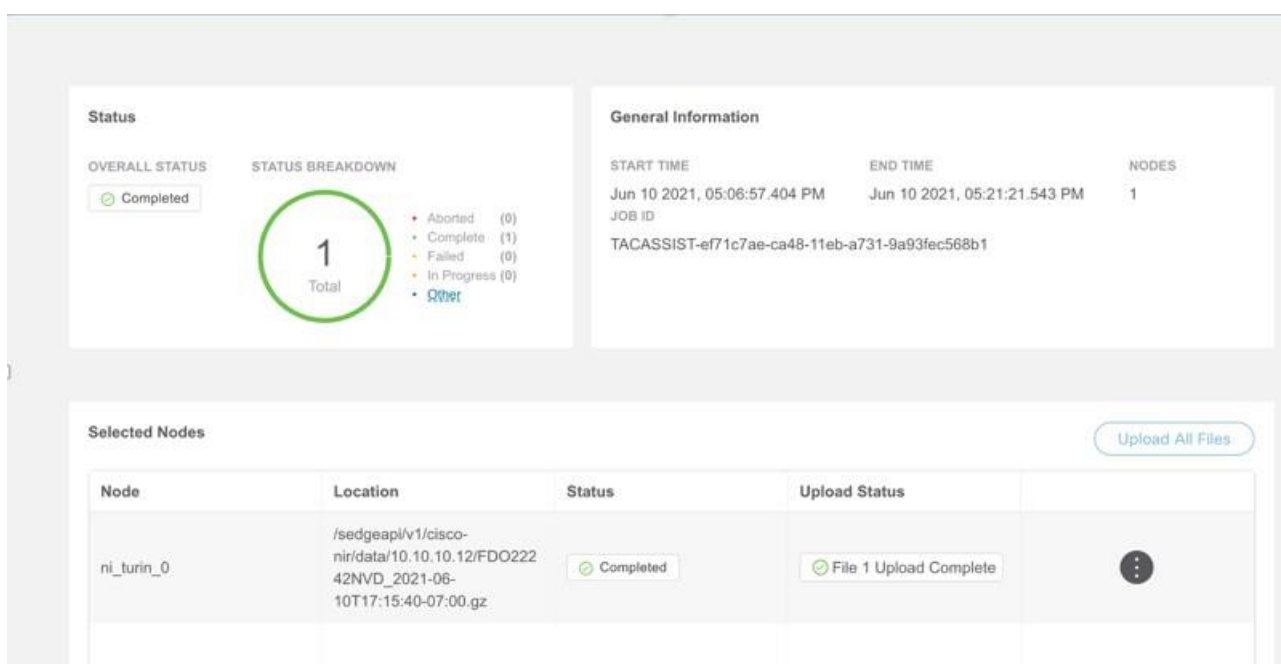 Status
OVERALL STATUS
Completed
STATUS BREAKDOWN
1
Total
Aborted (0)
Complete (1)
Failed (0)
In Progress (0)
Other
General Information
START TIME
Jun 10 2021, 05:06:57.404 PM
END TIME
Jun 10 2021, 05:21:21.543 PM
NODES
1
JOB ID
TACASSIST-ef71c7ae-ca48-11eb-a731-9a93fec568b1
Selected Nodes
Upload All Files
Node Location Status Upload Status
ni_turin_0
/sedgeapi/v1/cisco-
nir/data/10.10.10.12/FDO222
42NVD_2021-06-
10T17:15:40-07:00.gz
Completed
File 1 Upload Complete